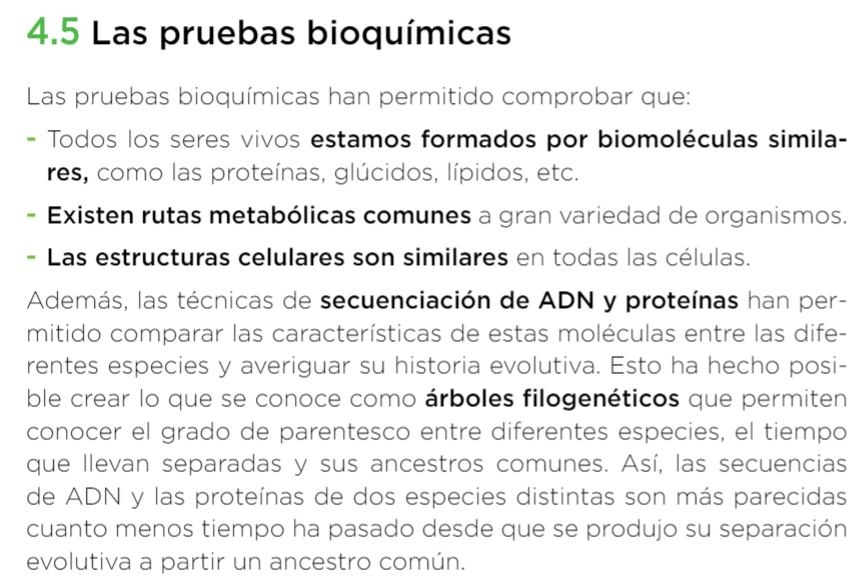 4.5 Las pruebas bioquímicas
Las pruebas bioquímicas han permitido comprobar que:
- Todos los seres vivos estamos formados por biomoléculas simila-
res, como las proteínas, glúcidos, lípidos, etc.
- Existen rutas metabólicas comunes a gran variedad de organismos.
- Las estructuras celulares son similares en todas las células.
Además, las técnicas de secuenciación de ADN y proteínas han per-
mitido comparar las características de estas moléculas entre las dife-
rentes especies y averiguar su historia evolutiva. Esto ha hecho posi-
ble crear lo que se conoce como árboles filogenéticos que permiten
conocer el grado de parentesco entre diferentes especies, el tiempo
que llevan separadas y sus ancestros comunes. Así, las secuencias
de ADN y las proteínas de dos especies distintas son más parecidas
cuanto menos tiempo ha pasado desde que se produjo su separación
evolutiva a partir un ancestro común.